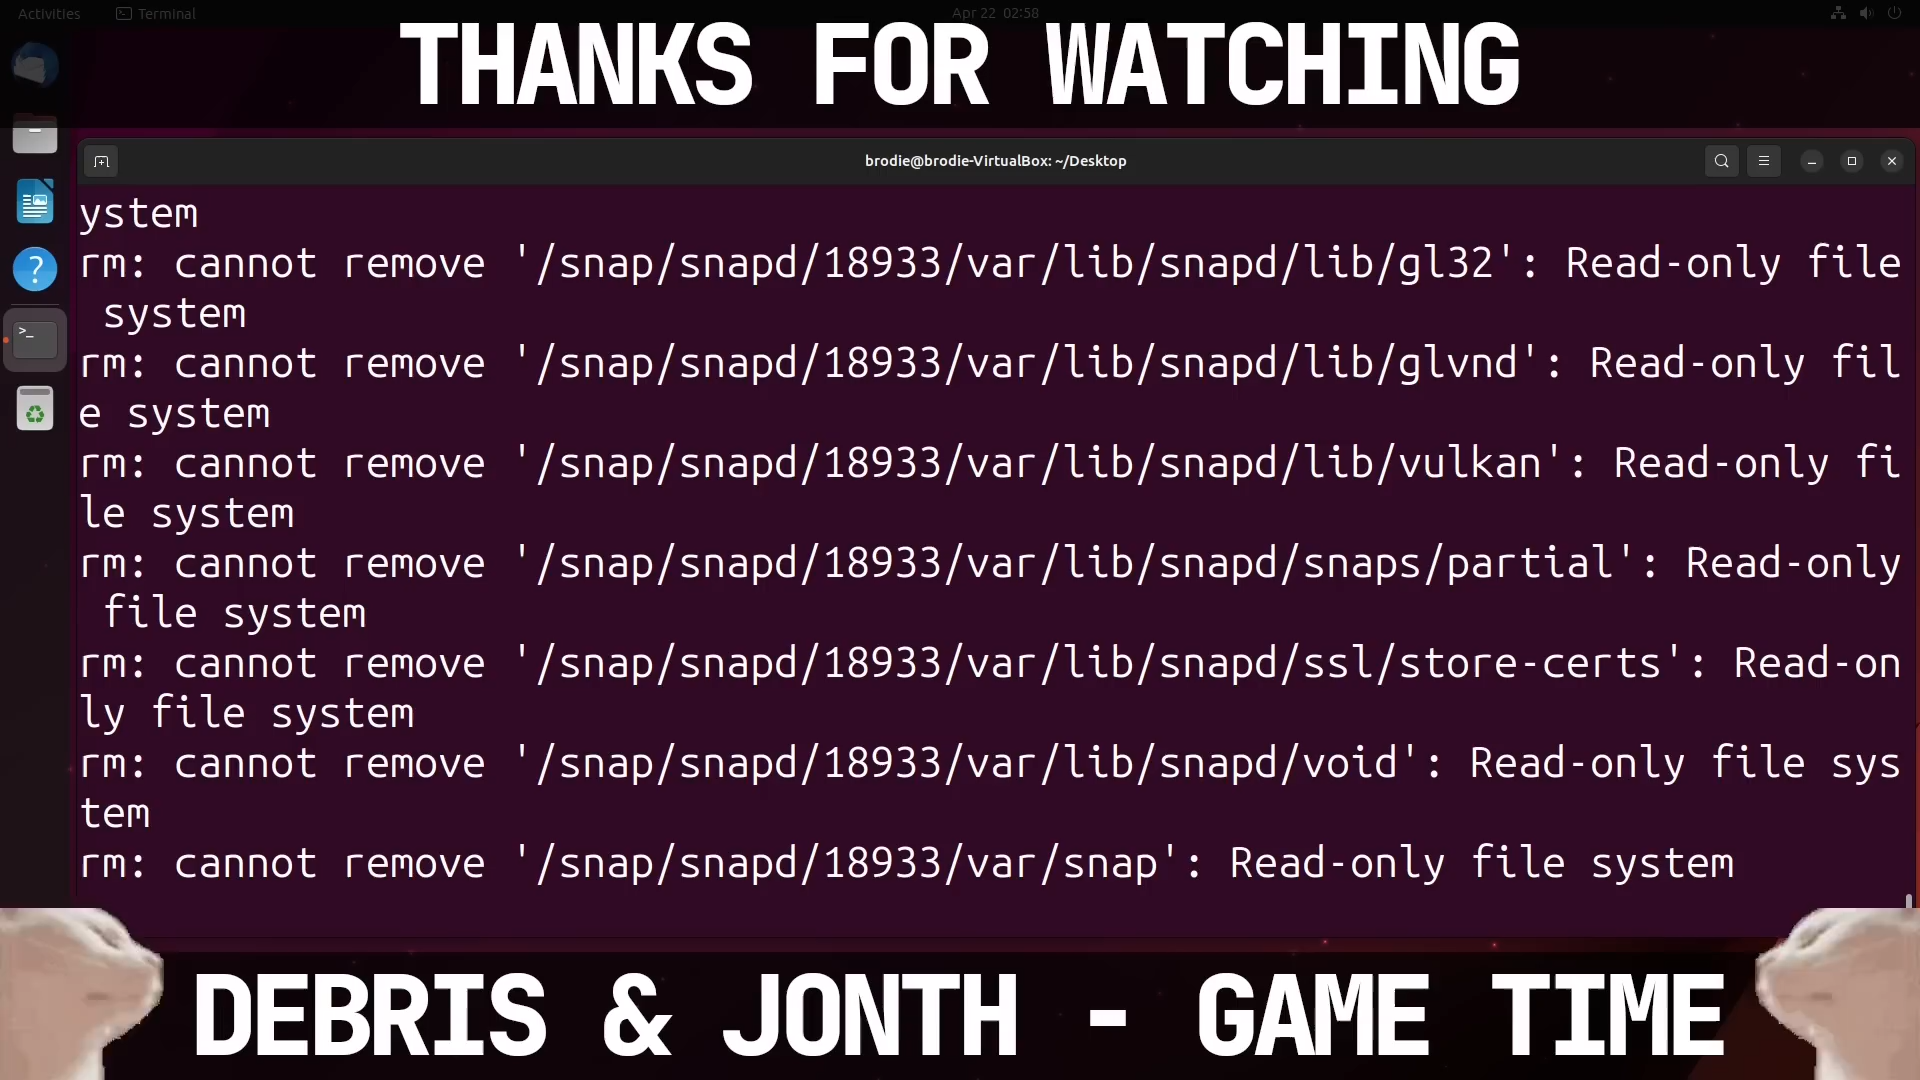 Activities
Terminal
Apr 22 02:58
THANKS FOR WATCHING
brodie@brodie-VirtualBox: ~/Desktop
ystem
rm: cannot remove '/snap/snapd/18933/var/lib/snapd/lib/gl32': Read-only file
 system
rm: cannot remove '/snap/snapd/18933/var/lib/snapd/lib/glvnd': Read-only fil
e system
rm: cannot remove '/snap/snapd/18933/var/lib/snapd/lib/vulkan': Read-only fi
le system
rm: cannot remove '/snap/snapd/18933/var/lib/snapd/snaps/partial': Read-only
 file system
rm: cannot remove '/snap/snapd/18933/var/lib/snapd/ssl/store-certs': Read-on
ly file system
rm: cannot remove '/snap/snapd/18933/var/lib/snapd/void': Read-only file sys
tem
rm: cannot remove '/snap/snapd/18933/var/snap': Read-only file system
DEBRIS & JONTH - GAME TIME